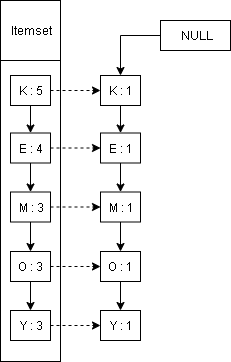 Itemset
NULL
K : 5
K : 1
E : 4
E : 1
M : 3
M : 1
O : 3
O : 1
Y : 3
Y : 1